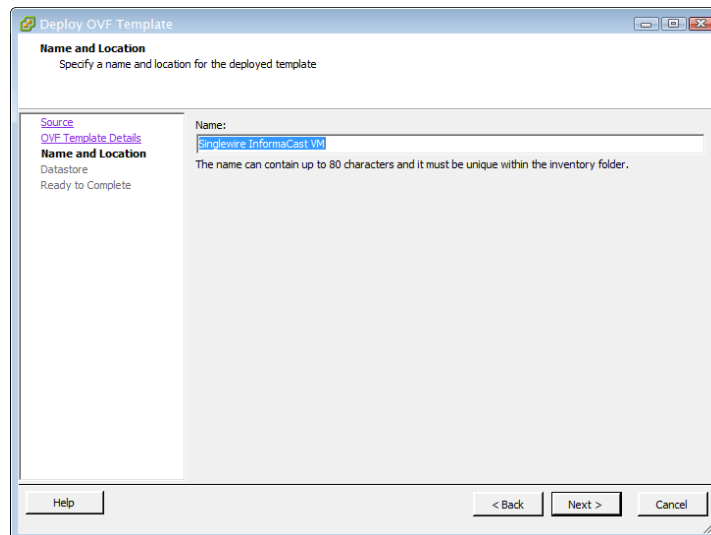 Deploy OVF Template
Name and Location
Specify a name and location for the deployed template
Source
OVF Template Details
Name and Location
Datastore
Ready to Complete
Name:
Singlewire InformaCast VM
The name can contain up to 80 characters and it must be unique within the inventory folder.
Help
< Back
Next >
Cancel